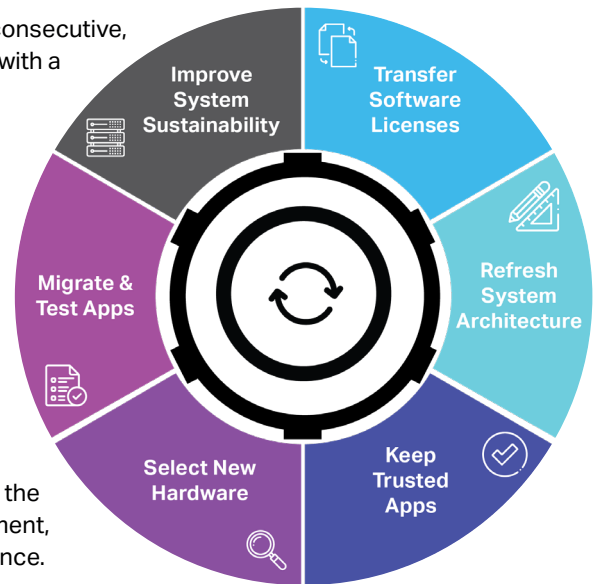 onsecutive,
with a
Improve
System
Sustainability
Transfer
Software
Licenses
Refresh
System
Architecture
Keep
Trusted
Apps
Select New
Hardware
Migrate &
Test Apps
the
ment,
nce.